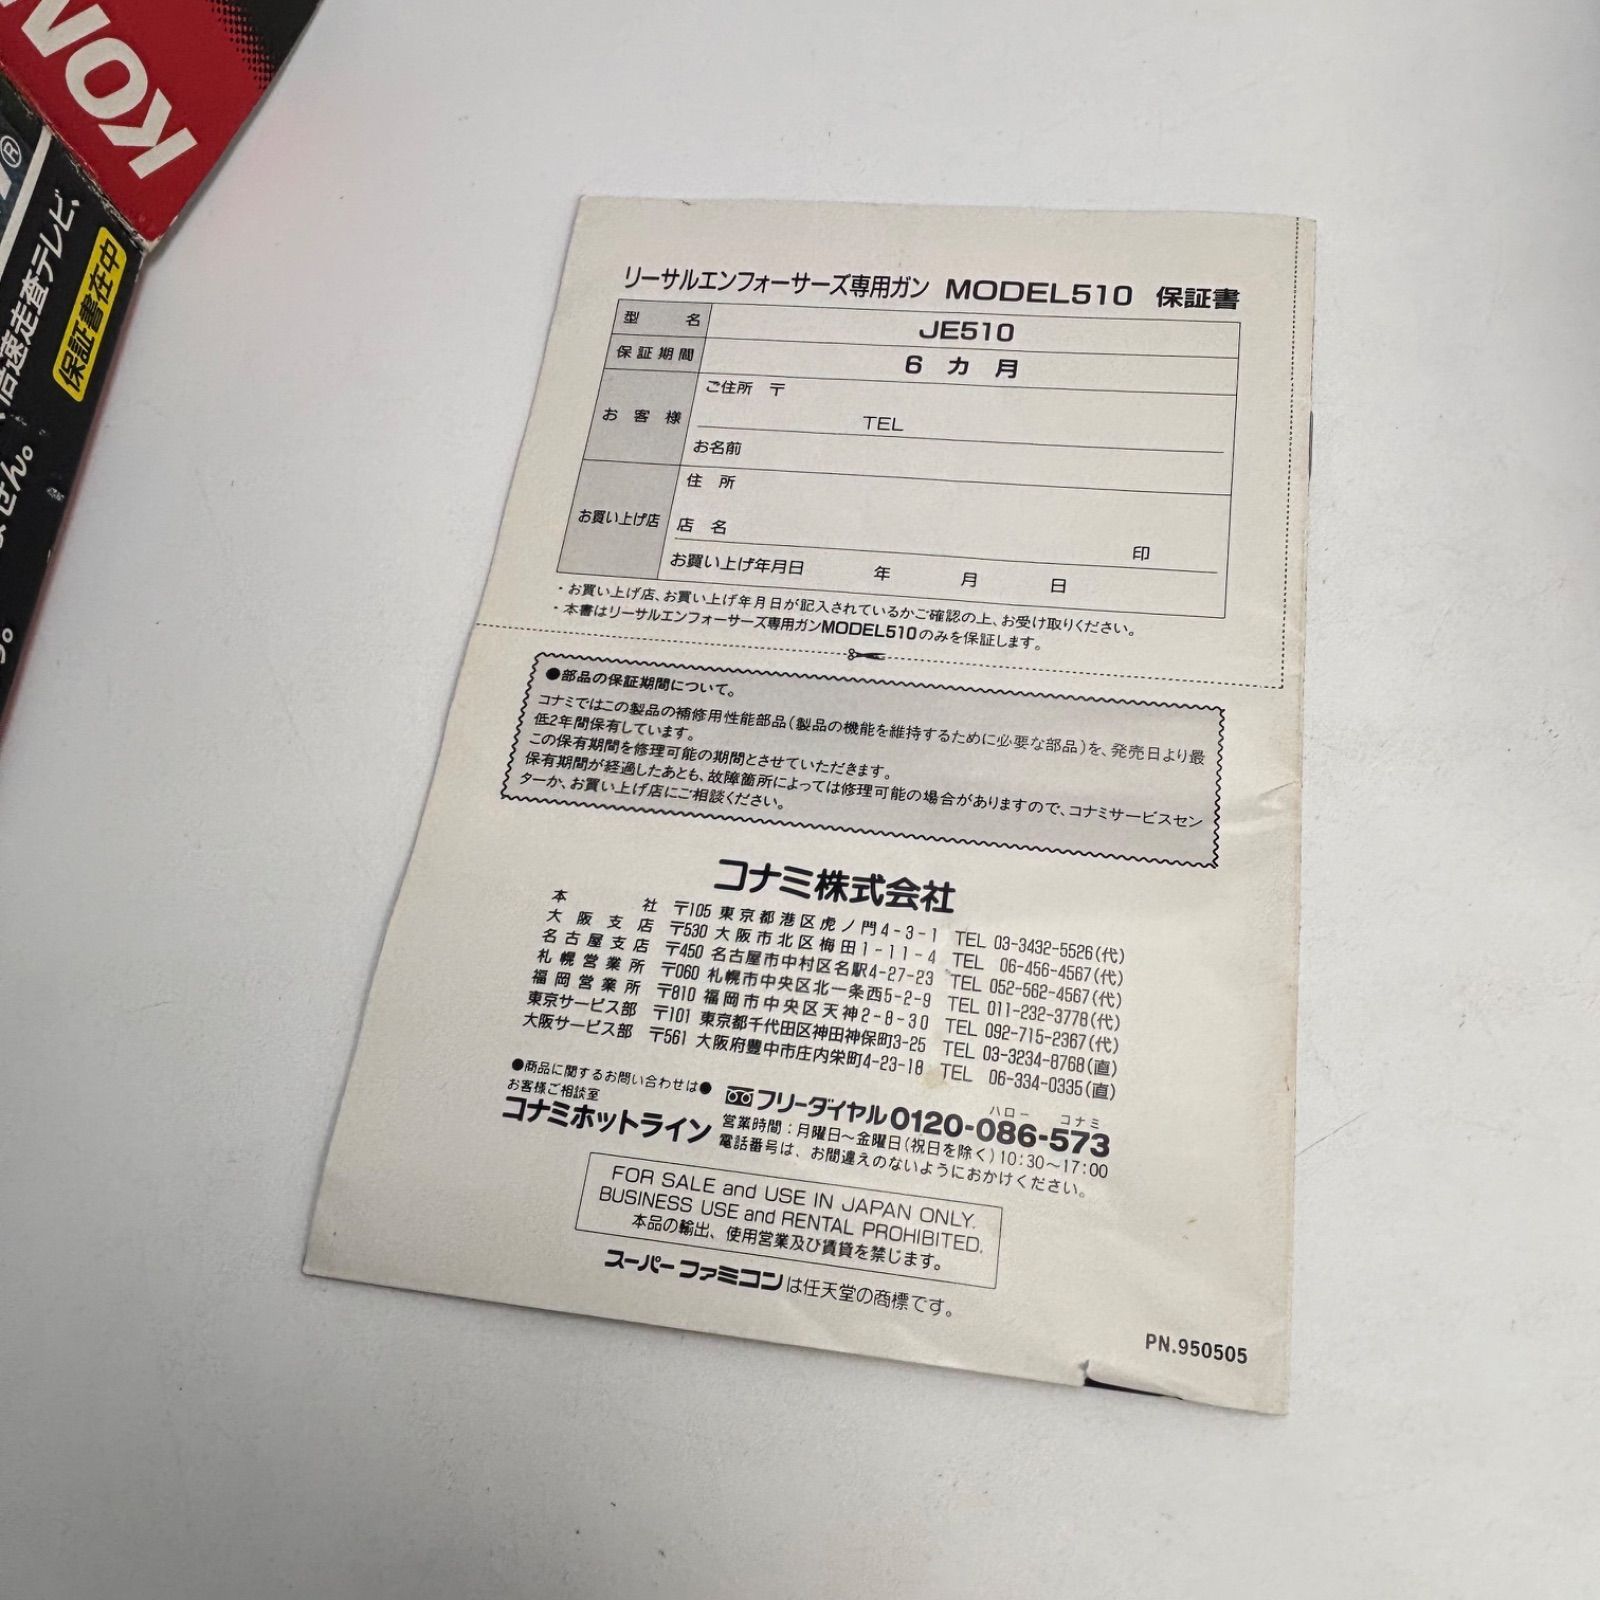 KONA
®
倍速走査テレビ、
保証書在中
ません。
。
リーサルエンフォーサーズ専用ガン MODEL510 保証書
型名 JE510
保証期間 6カ月
お客様 ご住所 〒
TEL
お名前
お買い上げ店 住所
店名 印
お買い上げ年月日 年 月 日
・お買い上げ店、お買い上げ年月日が記入されているかご確認の上、お受け取りください。
・本書はリーサルエンフォーサーズ専用ガンMODEL510のみを保証します。
●部品の保証期間について。
コナミではこの製品の補修用性能部品(製品の機能を維持するために必要な部品)を、発売日より最
低2年間保有しています。
この保有期間を修理可能の期間とさせていただきます。
保有期間が経過したあとも、故障箇所によっては修理可能の場合がありますので、コナミサービスセン
ターか、お買い上げ店にご相談ください。
コナミ株式会社
本社 〒105 東京都港区虎ノ門4-3-1 TEL 03-3432-5526(代)
大阪支店 〒530 大阪市北区梅田1-11-4 TEL 06-456-4567(代)
名古屋支店 〒450 名古屋市中村区名駅4-27-23 TEL 052-562-4567(代)
札幌営業所 〒060 札幌市中央区北一条西5-2-9 TEL 011-232-3778(代)
福岡営業所 〒810 福岡市中央区天神2-8-30 TEL 092-715-2367(代)
東京サービス部 〒101 東京都千代田区神田神保町3-25 TEL 03-3234-8768(直)
大阪サービス部 〒561 大阪府豊中市庄内栄町4-23-18 TEL 06-334-0335(直)
●商品に関するお問い合わせは●
お客様ご相談室
コナミホットライン
ハロー コナミ
フリーダイヤル0120-086-573
営業時間:月曜日~金曜日(祝日を除く)10:30~17:00
電話番号は、お間違えのないようにおかけください。
FOR SALE and USE IN JAPAN ONLY.
BUSINESS USE and RENTAL PROHIBITED.
本品の輸出、使用営業及び賃貸を禁じます。
スーパーファミコンは任天堂の商標です。
PN.950505